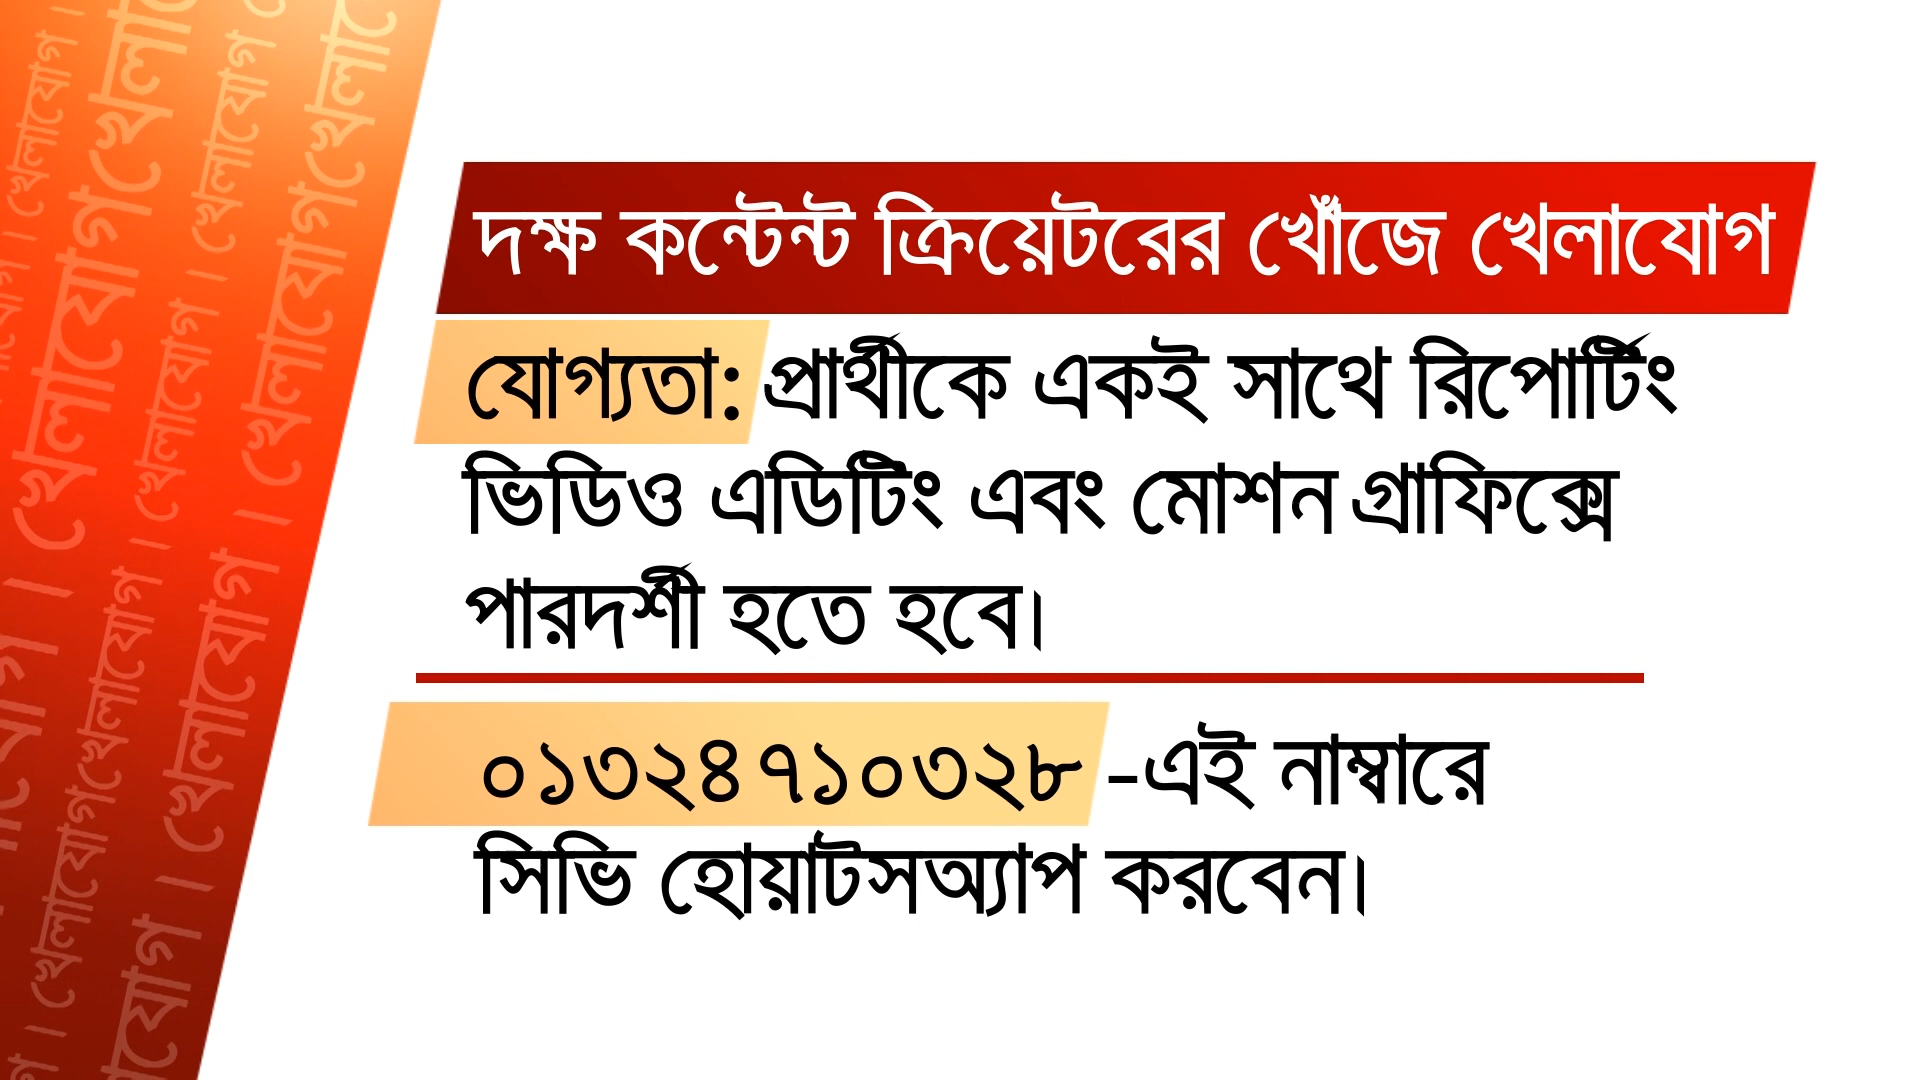 দক্ষ কন্টেন্ট ক্রিয়েটরের খোঁজে খেলাযোগ
যোগ্যতা: প্রার্থীকে একই সাথে রিপোর্টিং
ভিডিও এডিটিং এবং মোশন গ্রাফিক্সে
পারদর্শী হতে হবে।
০১৩২৪৭১০৩২৮ -এই নাম্বারে
সিভি হোয়াটসঅ্যাপ করবেন।